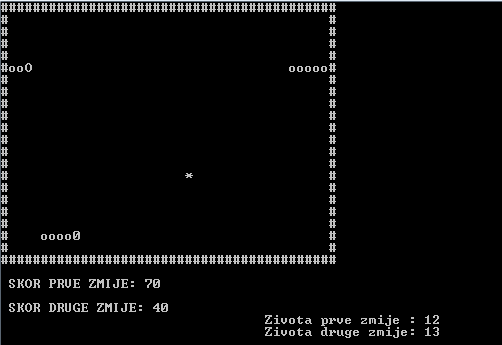 SKOR PRVE ZMIJE: 70
SKOR DRUGE ZMIJE: 40
Zivota prve zmije : 12
Zivota druge zmije: 13